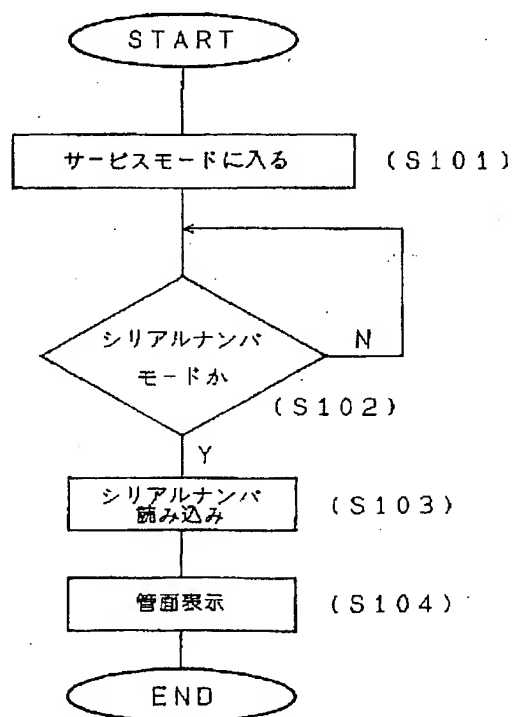 START
サービスモードに入る
(S101)
シリアルナンバ
モードか
N
(S102)
Y
シリアルナンバ
読み込み
(S103)
管面表示
(S104)
END